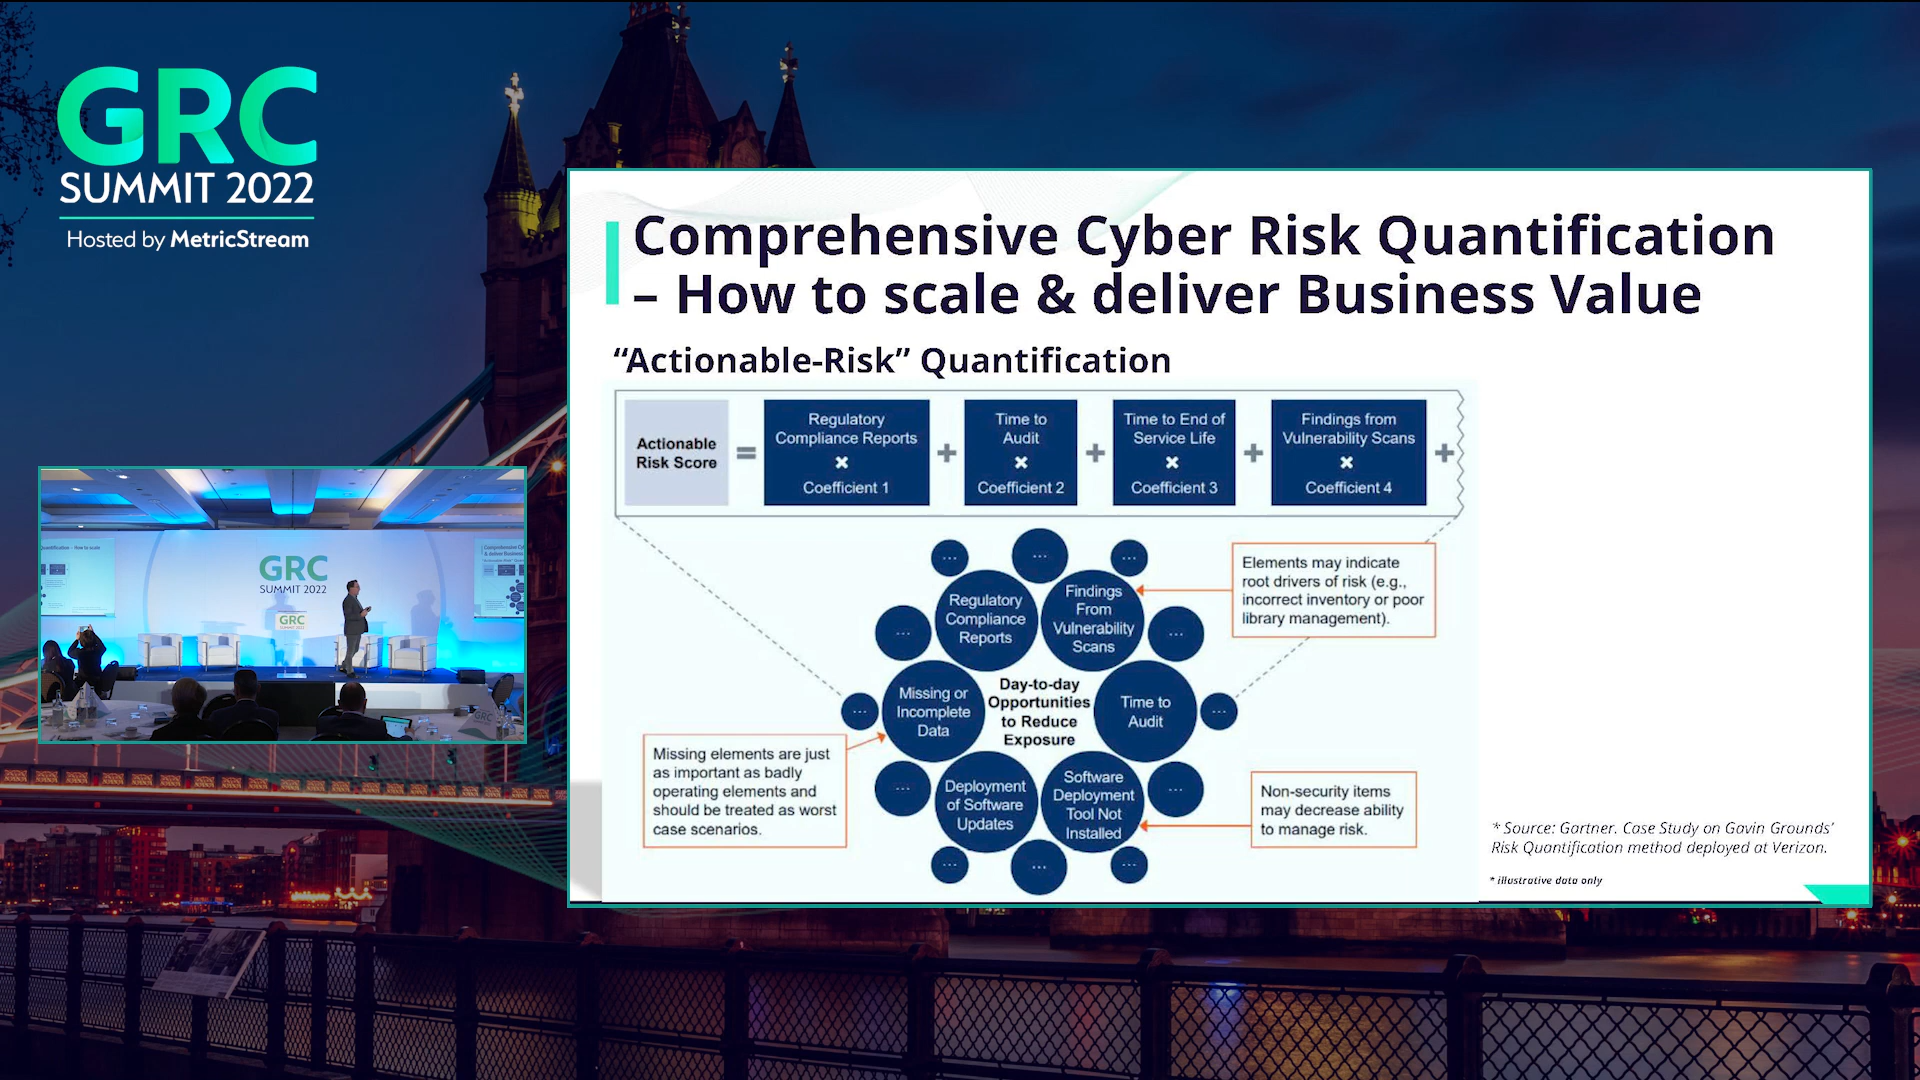 GRC
SUMMIT 2022
Hosted by MetricStream
Comprehensive Cyber Risk Quantification
– How to scale & deliver Business Value
“Actionable-Risk” Quantification
Actionable
Risk Score
=
Regulatory
Compliance Reports
×
Coefficient 1
+
Time to
Audit
×
Coefficient 2
+
Time to End of
Service Life
×
Coefficient 3
+
Findings from
Vulnerability Scans
×
Coefficient 4
+
...
...
...
Regulatory
Compliance
Reports
Findings
From
Vulnerability
Scans
Elements may indicate
root drivers of risk (e.g.,
incorrect inventory or poor
library management).
...
...
Missing or
Incomplete
Data
Day-to-day
Opportunities
to Reduce
Exposure
Time to
Audit
...
...
Missing elements are just
as important as badly
operating elements and
should be treated as worst
case scenarios.
...
Deployment
of Software
Updates
Software
Deployment
Tool Not
Installed
...
Non-security items
may decrease ability
to manage risk.
...
...
...
* Source: Gartner. Case Study on Gavin Grounds’
Risk Quantification method deployed at Verizon.
* illustrative data only
GRC
SUMMIT 2022
GRC